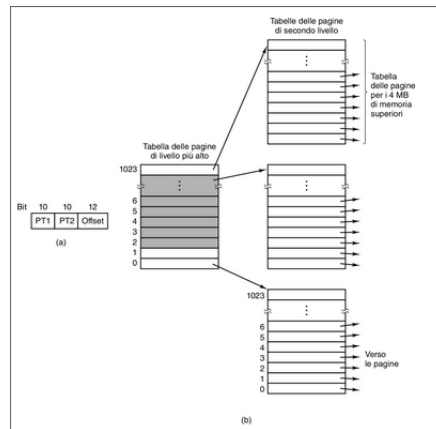 Tabelle delle pagine
di secondo livello
Tabella
delle pagine
per i 4 MB
di memoria
superiori
Tabella delle pagine
di livello più alto
1023
6
5
4
3
2
1
0
Bit 10 10 12
PT1 PT2 Offset
(a)
1023
6
5
4
3
2
1
0
Verso
le pagine
(b)